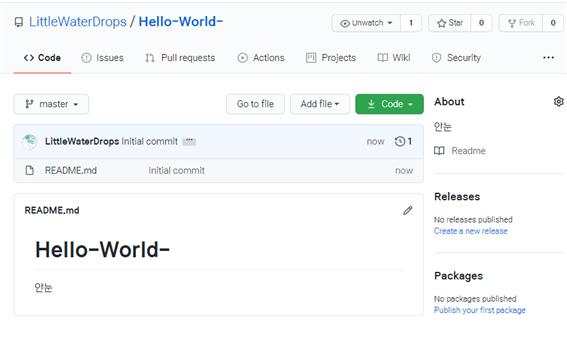 LittleWaterDrops / Hello-World-
Unwatch 1 Star 0 Fork 0
Code Issues Pull requests Actions Projects Wiki Security ...
master Go to file Add file Code
LittleWaterDrops Initial commit ... now 1
README.md Initial commit now
README.md
Hello-World-
안눈
About
안눈
Readme
Releases
No releases published
Create a new release
Packages
No packages published
Publish your first package